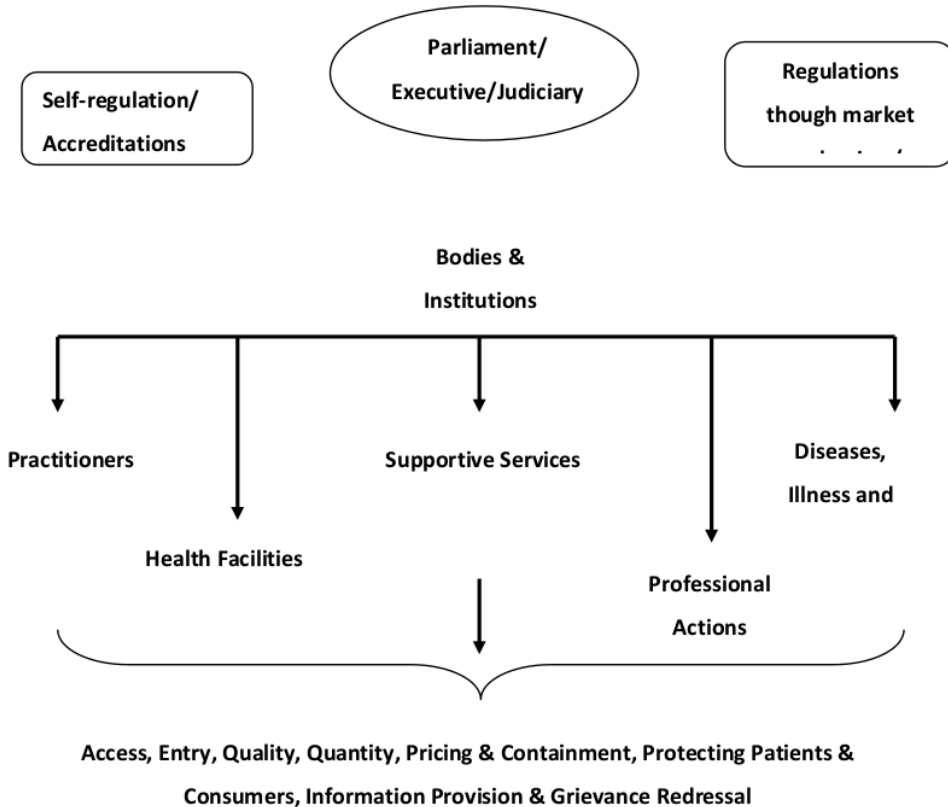 Parliament/
Executive/Judiciary
Self-regulation/
Accreditations
Regulations
though market
Bodies &
Institutions
Practitioners
Supportive Services
Diseases,
Illness and
Health Facilities
Professional
Actions
Access, Entry, Quality, Quantity, Pricing & Containment, Protecting Patients &
Consumers, Information Provision & Grievance Redressal